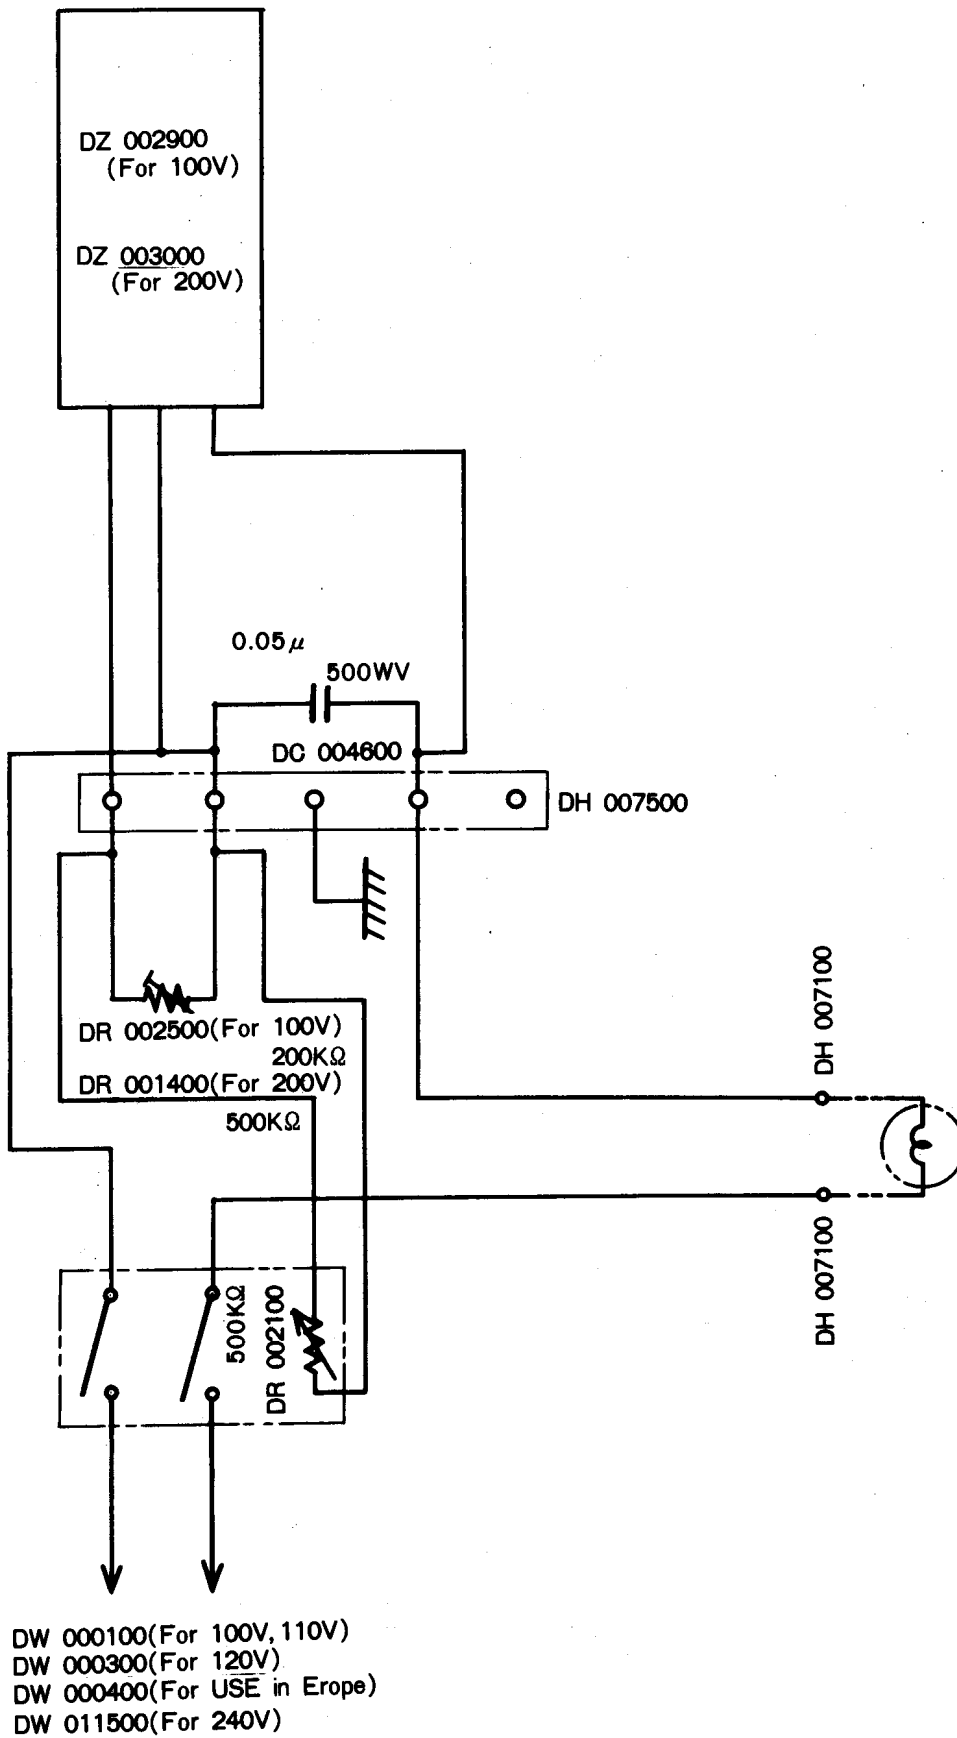 DZ 002900
(For 100V)
DZ 003000
(For 200V)
0.05μ
500WV
DC 004600
DH 007500
DR 002500(For 100V)
200KΩ
DR 001400(For 200V)
500KΩ
DH 007100
DH 007100
500KΩ
DR 002100
DW 000100(For 100V,110V)
DW 000300(For 120V)
DW 000400(For USE in Erope)
DW 011500(For 240V)